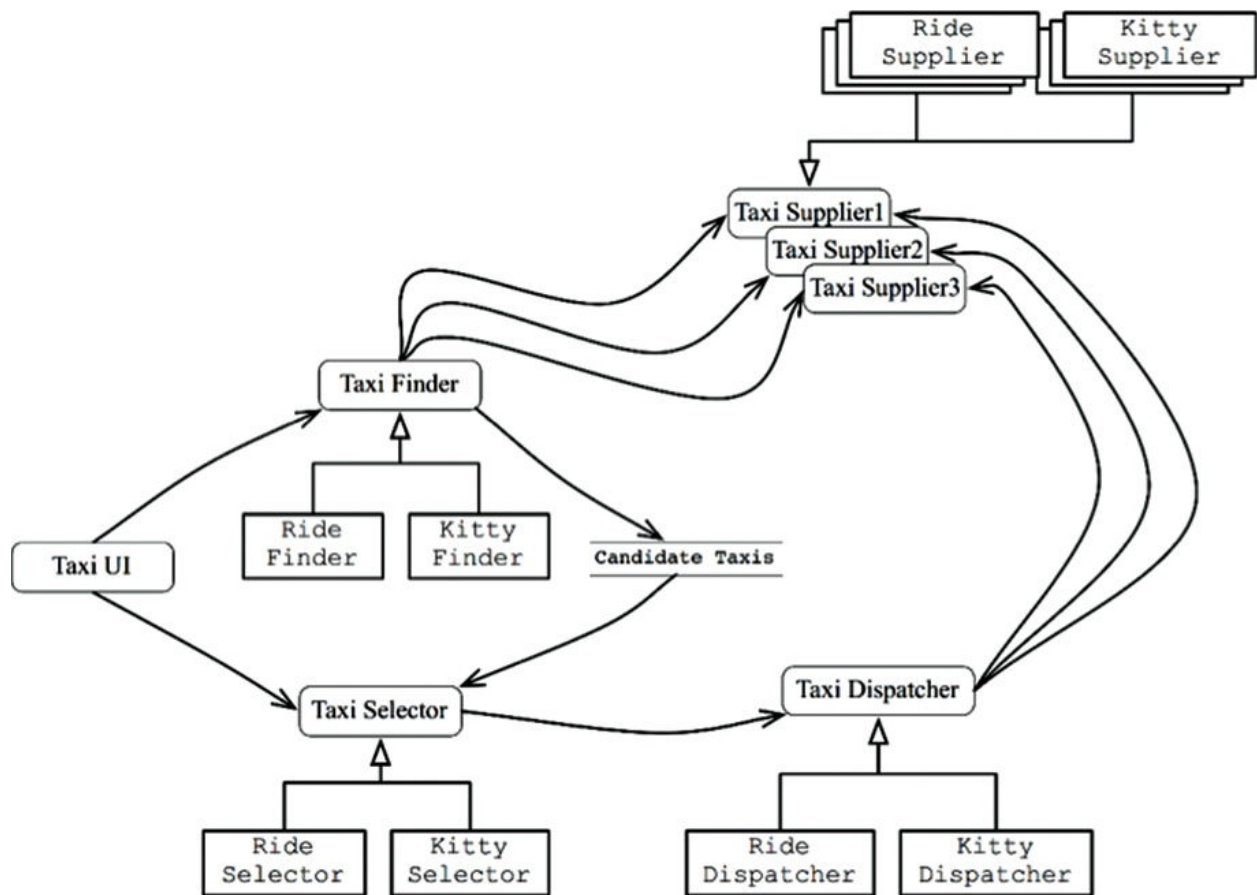 Ride
Supplier
Kitty
Supplier
Taxi Supplier1
Taxi Supplier2
Taxi Supplier3
Taxi Finder
Ride
Finder
Kitty
Finder
Taxi UI
Candidate Taxis
Taxi Selector
Taxi Dispatcher
Ride
Selector
Kitty
Selector
Ride
Dispatcher
Kitty
Dispatcher